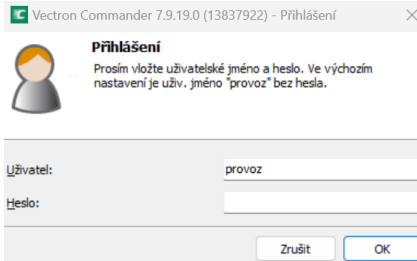 Vectron Commander 7.9.19.0 (13837922) - Přihlášení
Přihlášení
Prosím vložte uživatelské jméno a heslo. Ve výchozím
nastavení je uživ. jméno "provoz" bez hesla.
Uživatel: provoz
Heslo:
Zrušit OK